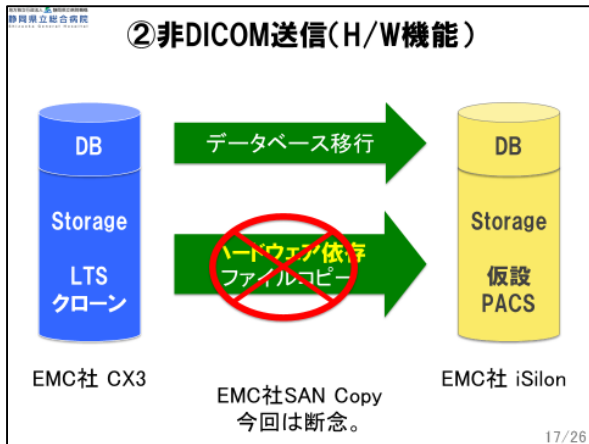 静岡県立総合病院
Shizuoka General Hospital
②非DICOM送信(H/W機能)
DB
データベース移行
DB
Storage
LTS
クローン
ハードウェア依存
ファイルコピー
Storage
仮設
PACS
EMC社 CX3
EMC社SAN Copy
今回は断念。
EMC社 iSilon
17/26